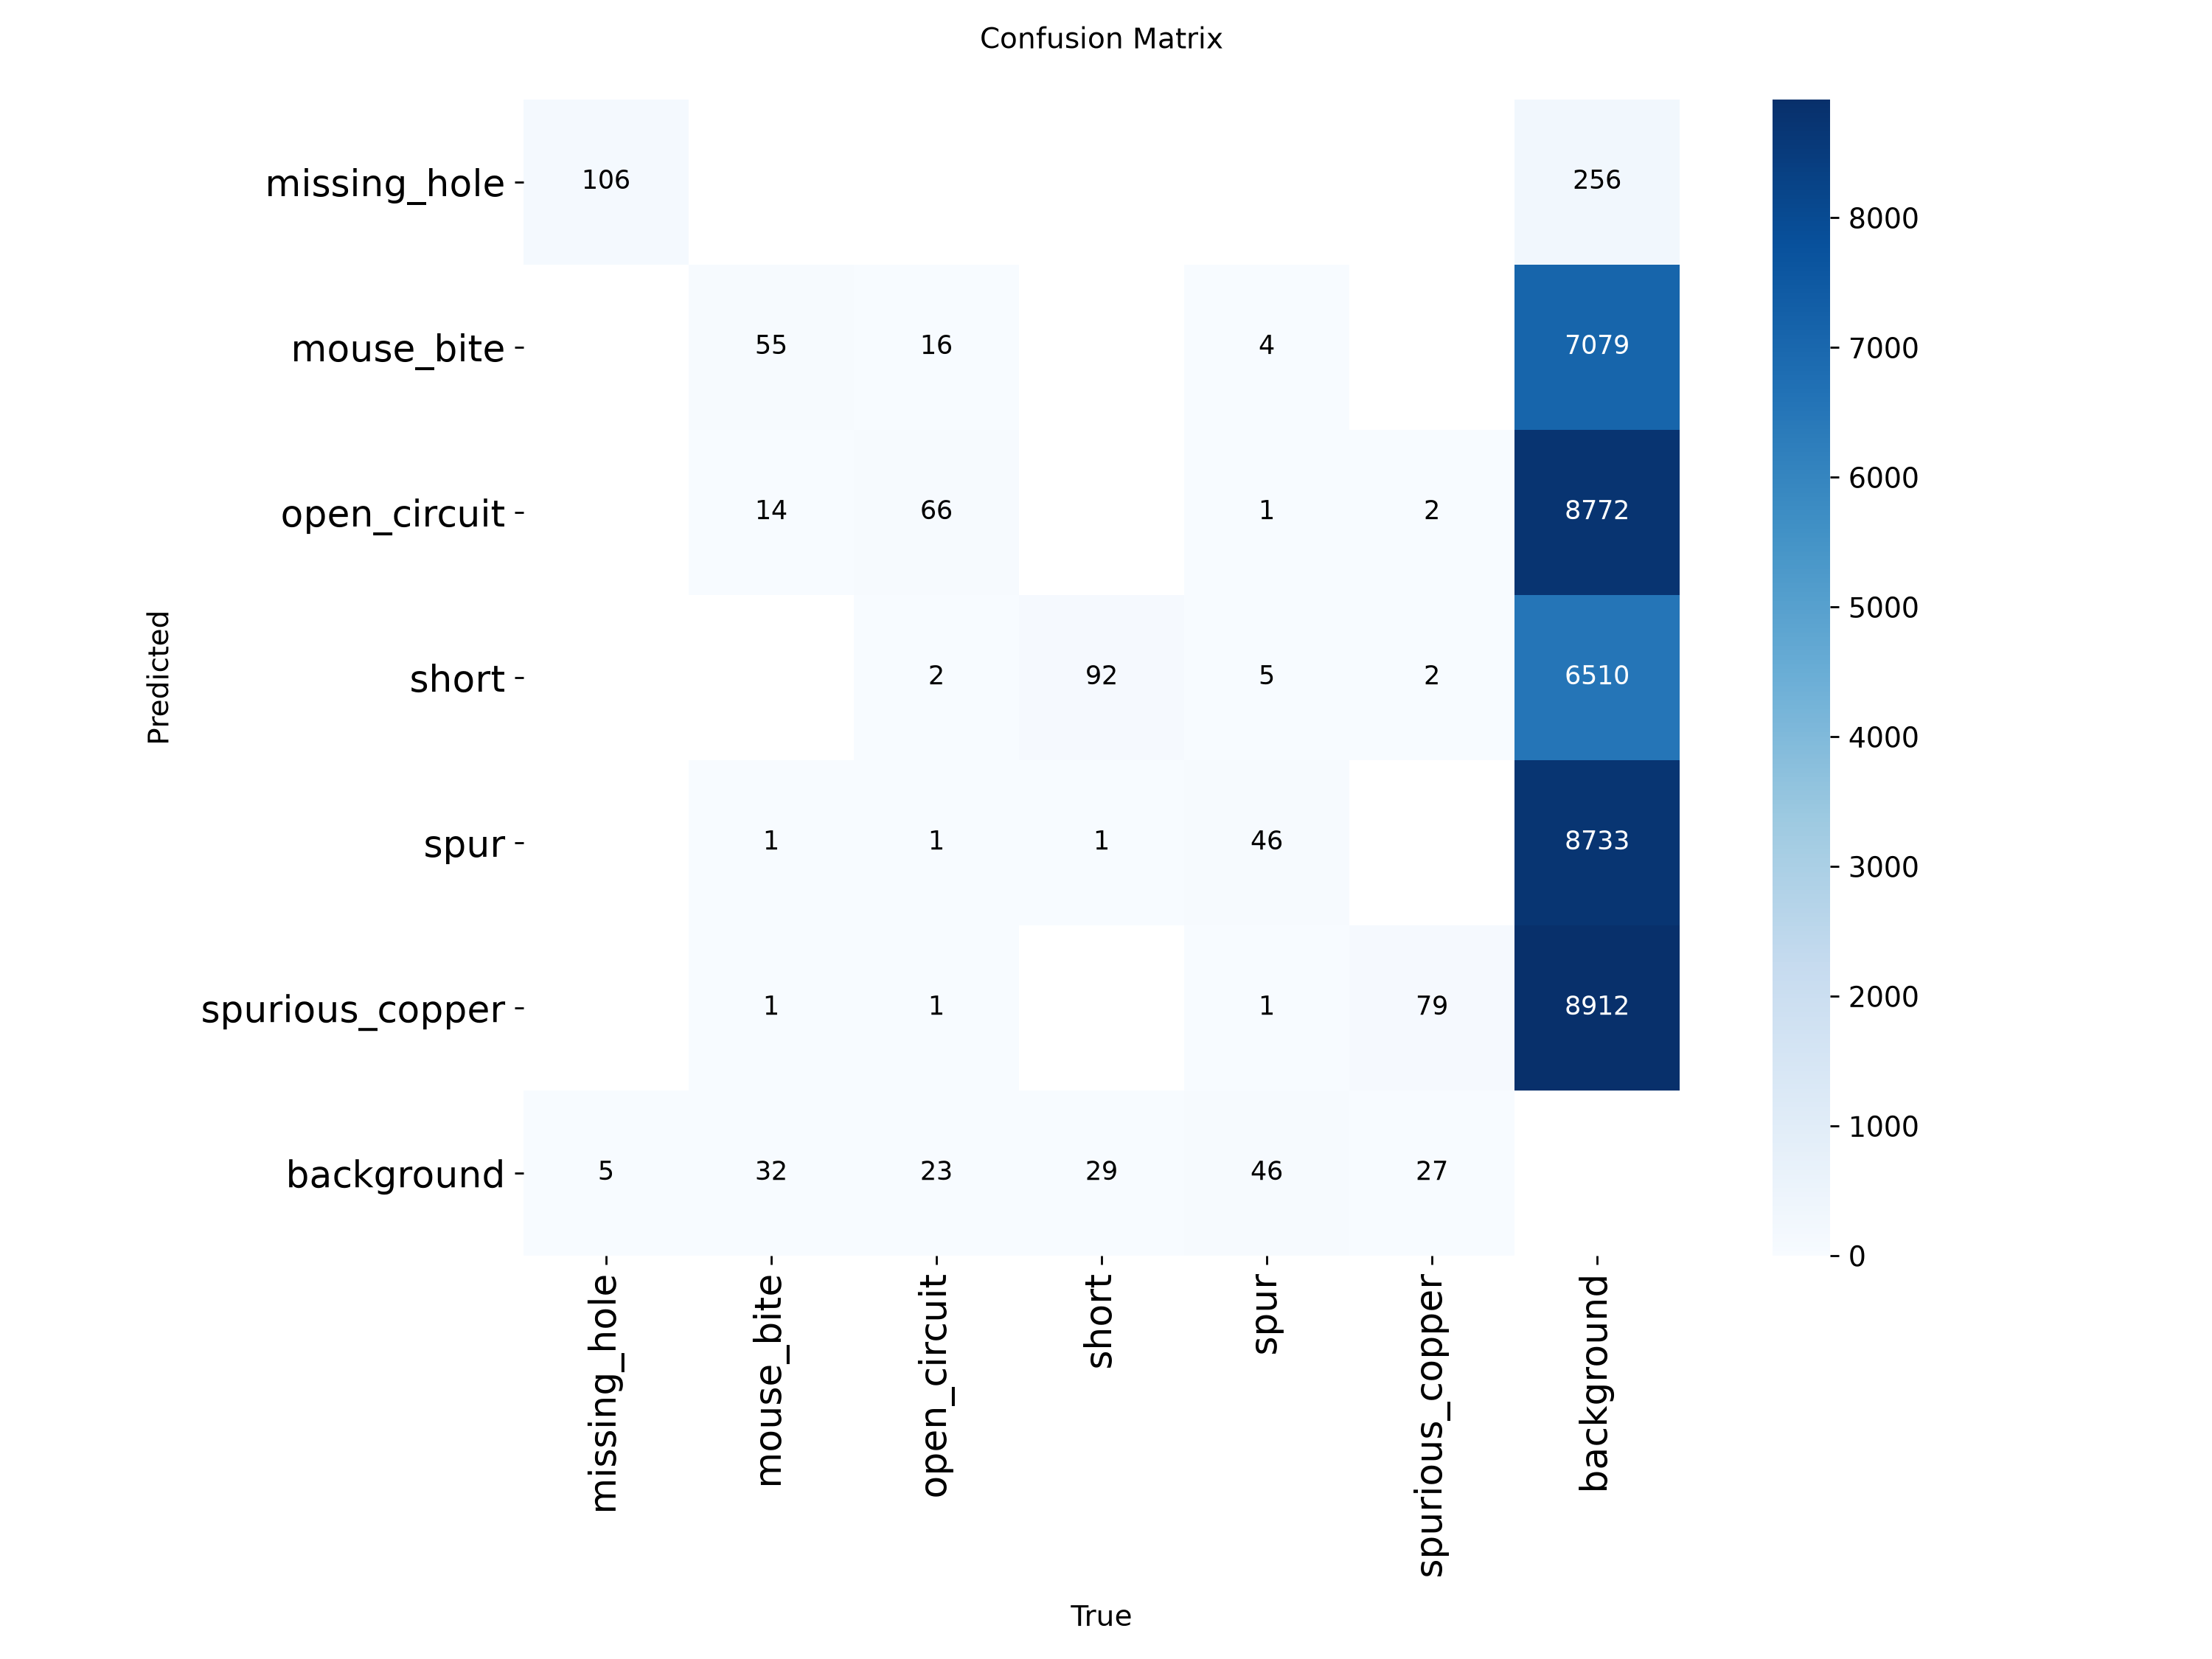 Confusion Matrix
missing_hole 106 256
8000
mouse_bite 55 16 4 7079
7000
6000
open_circuit 14 66 1 2 8772
5000
Predicted
short 2 92 5 2 6510
4000
spur 1 1 1 46 8733
3000
2000
spurious_copper 1 1 1 79 8912
1000
background 5 32 23 29 46 27
0
missing_hole
mouse_bite
open_circuit
short
spur
spurious_copper
background
True